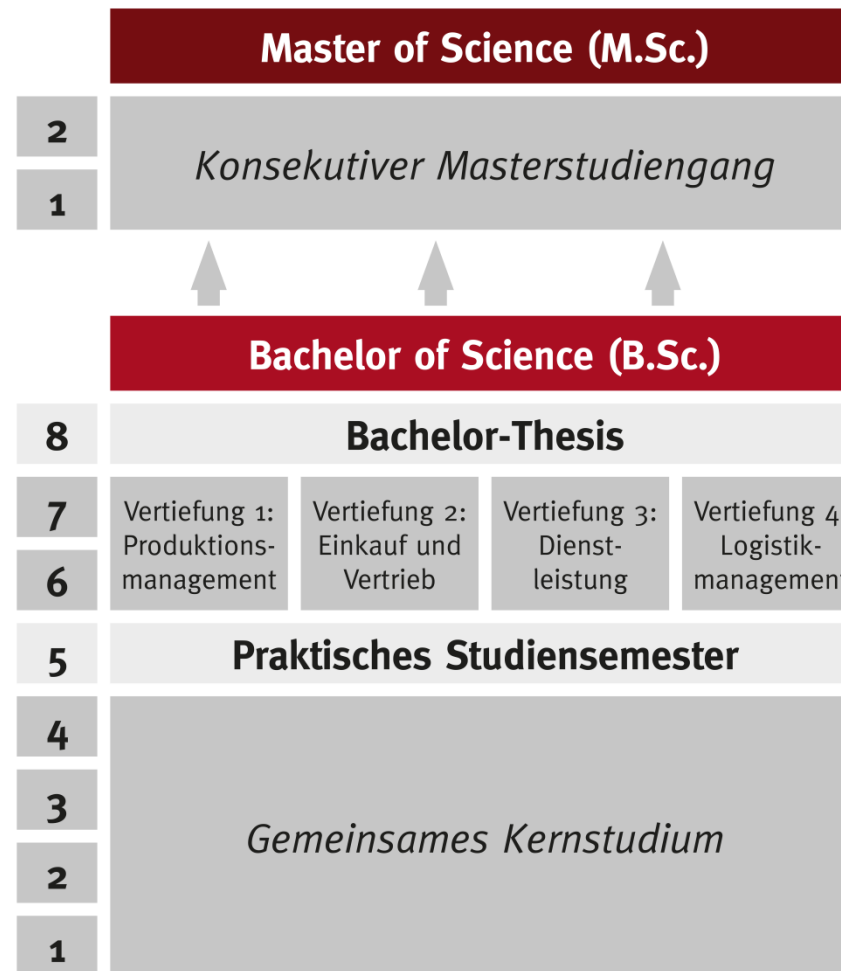 Master of Science (M.Sc.)
2
Konsekutiver Masterstudiengang
1
Bachelor of Science (B.Sc.)
8 Bachelor-Thesis
7
6
Vertiefung 1:
Produktions-
management
Vertiefung 2:
Einkauf und
Vertrieb
Vertiefung 3:
Dienst-
leistung
Vertiefung 4
Logistik-
management
5 Praktisches Studiensemester
4
3
Gemeinsames Kernstudium
2
1